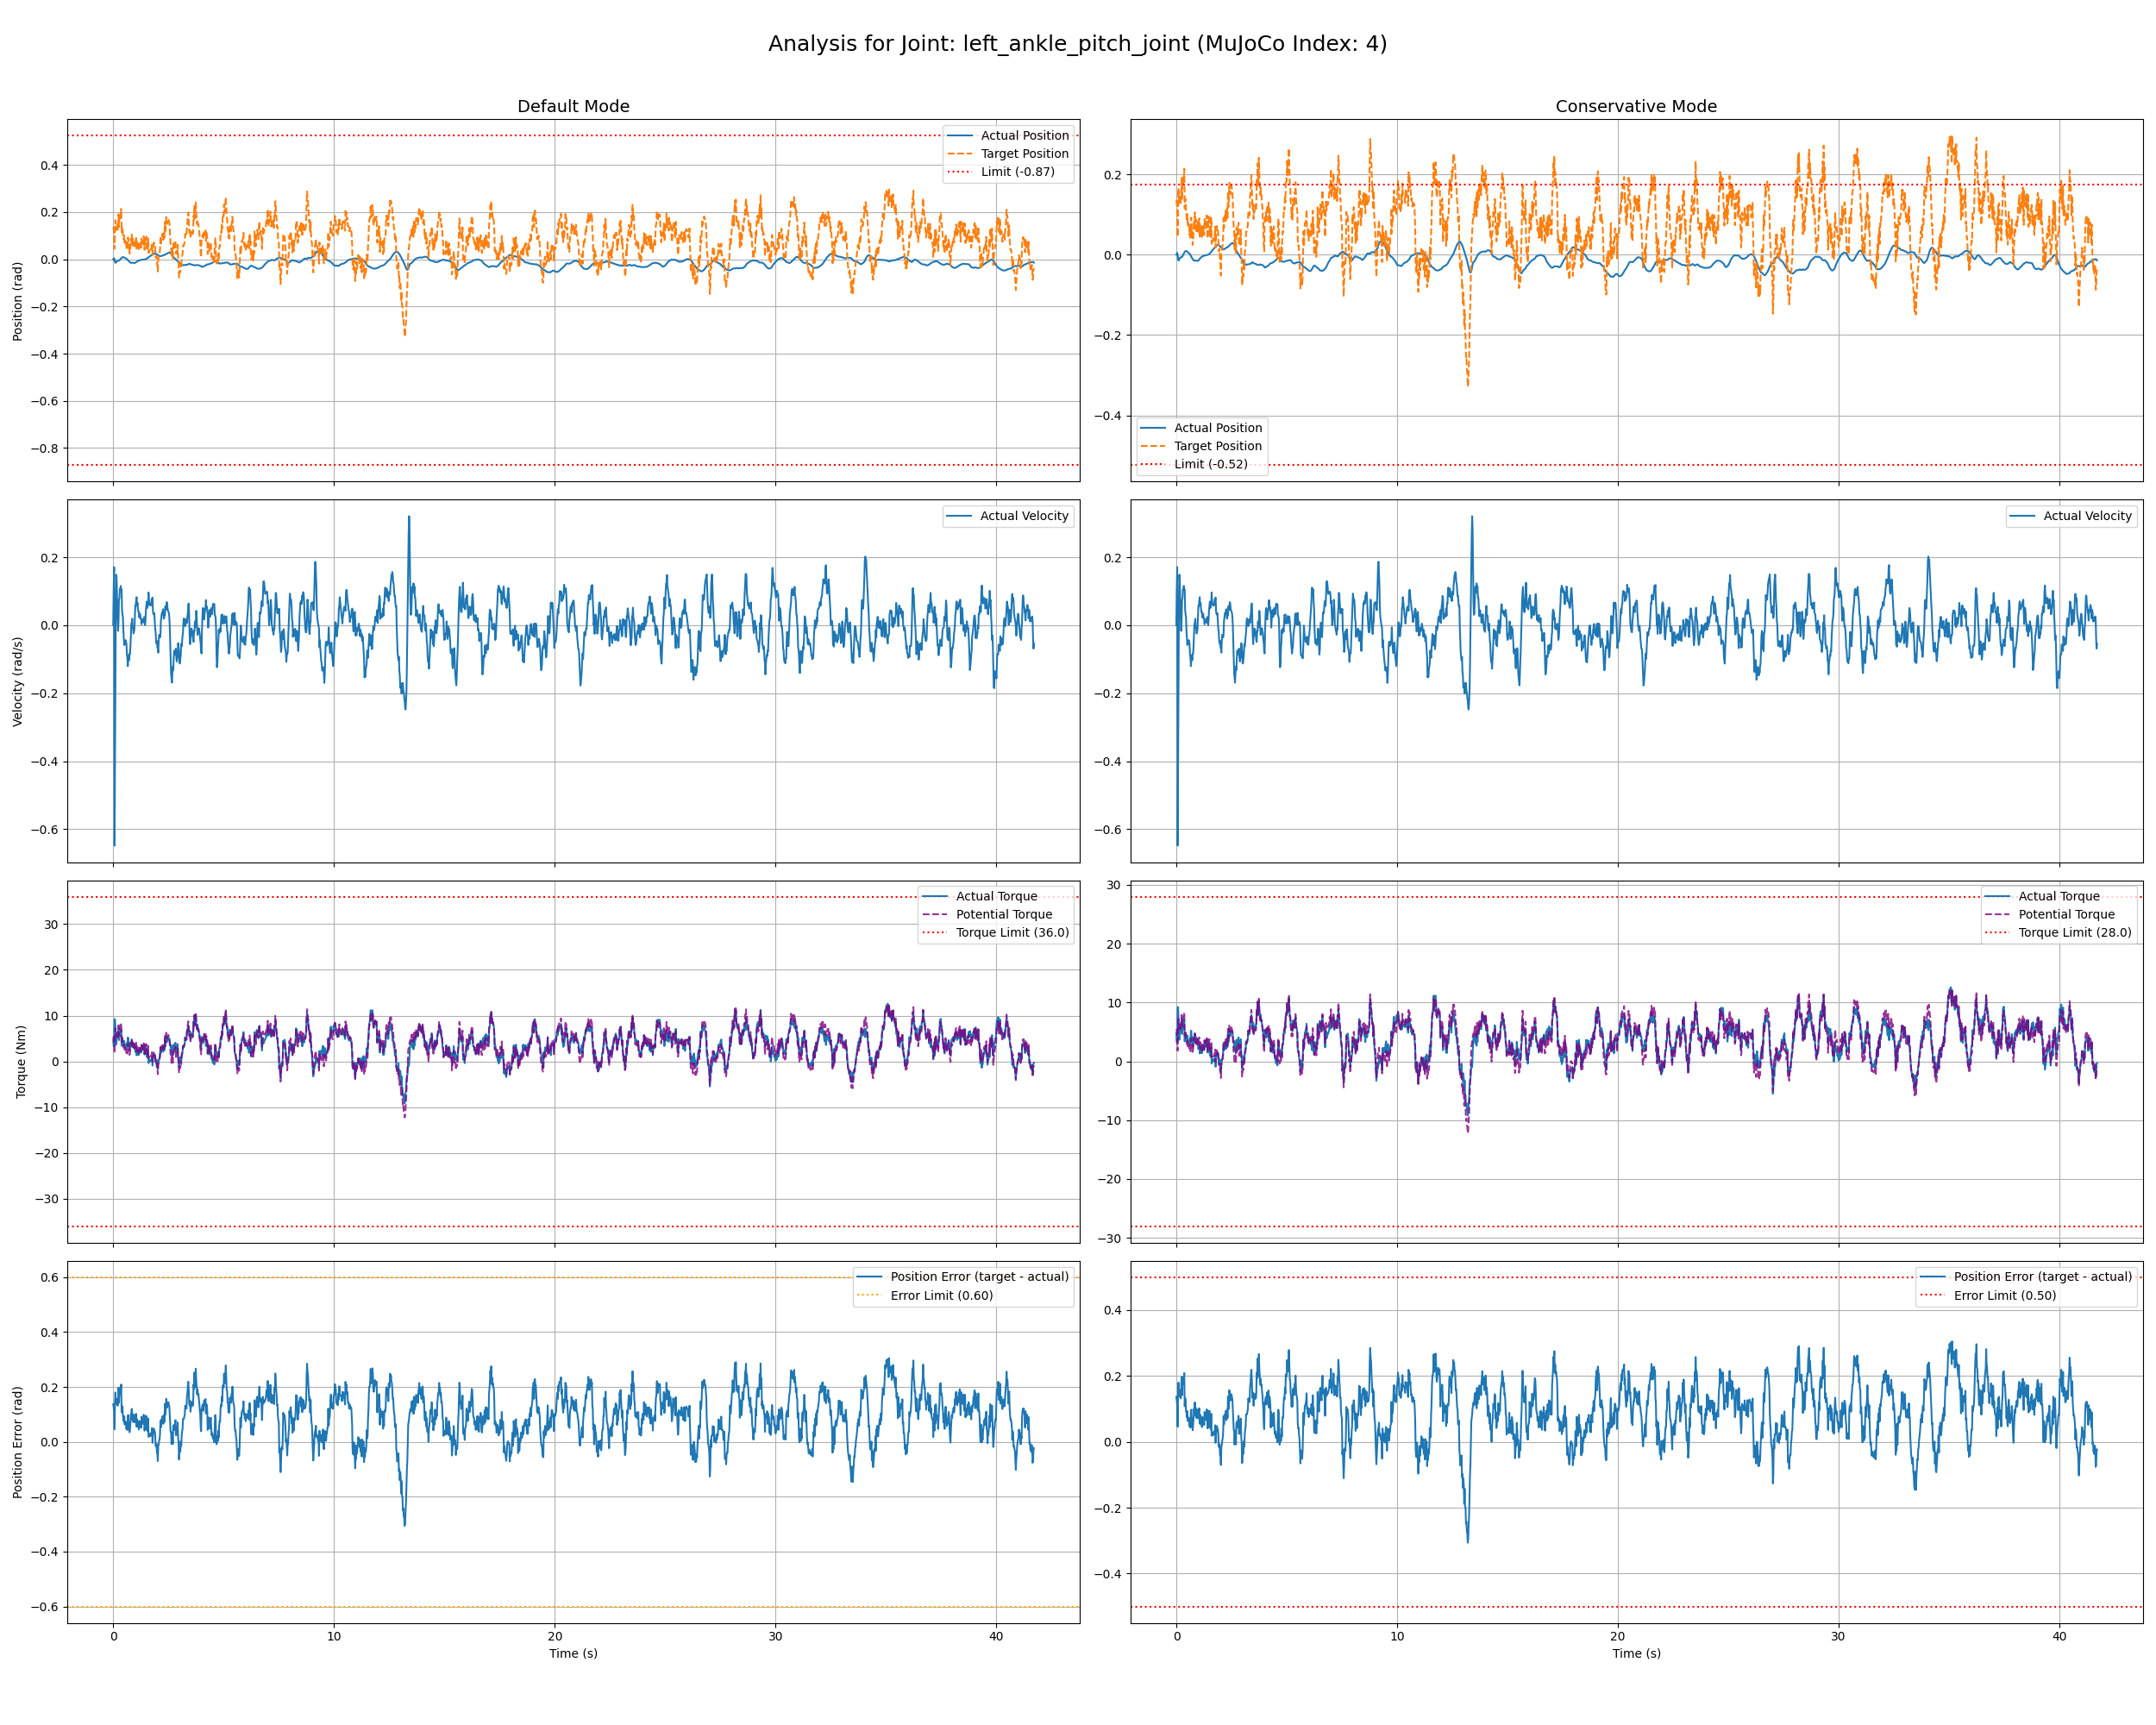 Analysis for Joint: left_ankle_pitch_joint (MuJoCo Index: 4)
Default Mode
Conservative Mode
Position (rad)
0.4
0.2
0.0
−0.2
−0.4
−0.6
−0.8
Actual Position
Target Position
Limit (-0.87)
0.2
0.0
−0.2
−0.4
Actual Position
Target Position
Limit (-0.52)
Velocity (rad/s)
0.2
0.0
−0.2
−0.4
−0.6
Actual Velocity
0.2
0.0
−0.2
−0.4
−0.6
Actual Velocity
Torque (Nm)
30
20
10
0
−10
−20
−30
Actual Torque
Potential Torque
Torque Limit (36.0)
30
20
10
0
−10
−20
−30
Actual Torque
Potential Torque
Torque Limit (28.0)
Position Error (rad)
0.6
0.4
0.2
0.0
−0.2
−0.4
−0.6
Position Error (target - actual)
Error Limit (0.60)
0 10 20 30 40
Time (s)
0.4
0.2
0.0
−0.2
−0.4
Position Error (target - actual)
Error Limit (0.50)
0 10 20 30 40
Time (s)